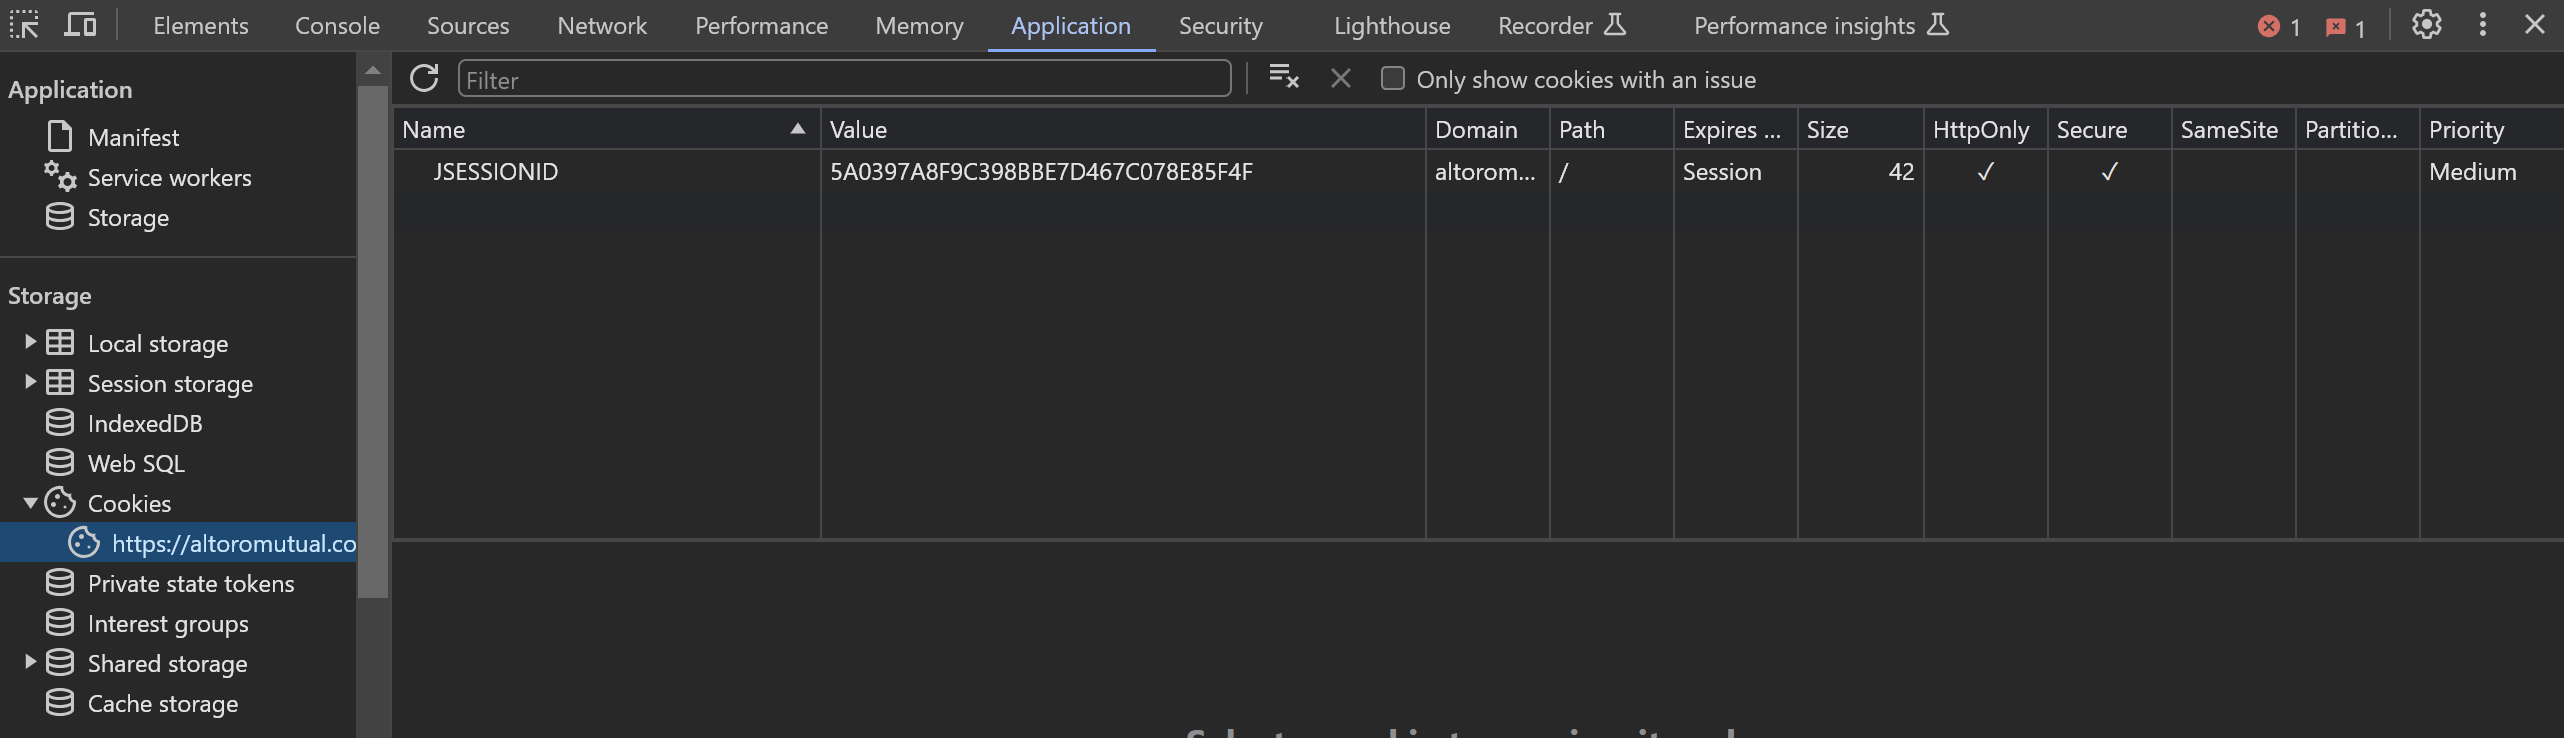 Elements Console Sources Network Performance Memory Application Security Lighthouse Recorder Performance insights 1 1
Application
Manifest
Service workers
Storage
Storage
Local storage
Session storage
IndexedDB
Web SQL
Cookies
https://altoromutual.co
Private state tokens
Interest groups
Shared storage
Cache storage
Filter Only show cookies with an issue
Name Value Domain Path Expires ... Size HttpOnly Secure SameSite Partitio... Priority
JSESSIONID 5A0397A8F9C398BBE7D467C078E85F4F altorom... / Session 42 ✓ ✓ Medium